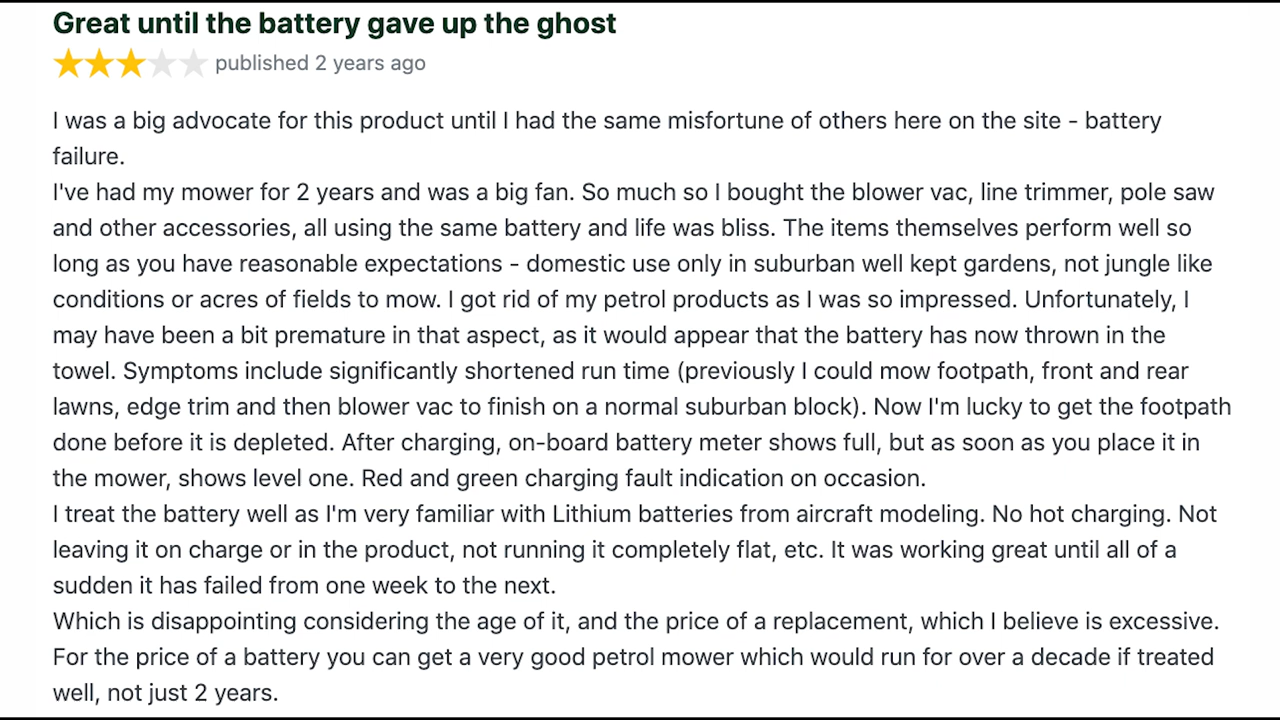 Great until the battery gave up the ghost
published 2 years ago
I was a big advocate for this product until I had the same misfortune of others here on the site - battery
failure.
I've had my mower for 2 years and was a big fan. So much so I bought the blower vac, line trimmer, pole saw
and other accessories, all using the same battery and life was bliss. The items themselves perform well so
long as you have reasonable expectations - domestic use only in suburban well kept gardens, not jungle like
conditions or acres of fields to mow. I got rid of my petrol products as I was so impressed. Unfortunately, I
may have been a bit premature in that aspect, as it would appear that the battery has now thrown in the
towel. Symptoms include significantly shortened run time (previously I could mow footpath, front and rear
lawns, edge trim and then blower vac to finish on a normal suburban block). Now I'm lucky to get the footpath
done before it is depleted. After charging, on-board battery meter shows full, but as soon as you place it in
the mower, shows level one. Red and green charging fault indication on occasion.
I treat the battery well as I'm very familiar with Lithium batteries from aircraft modeling. No hot charging. Not
leaving it on charge or in the product, not running it completely flat, etc. It was working great until all of a
sudden it has failed from one week to the next.
Which is disappointing considering the age of it, and the price of a replacement, which I believe is excessive.
For the price of a battery you can get a very good petrol mower which would run for over a decade if treated
well, not just 2 years.